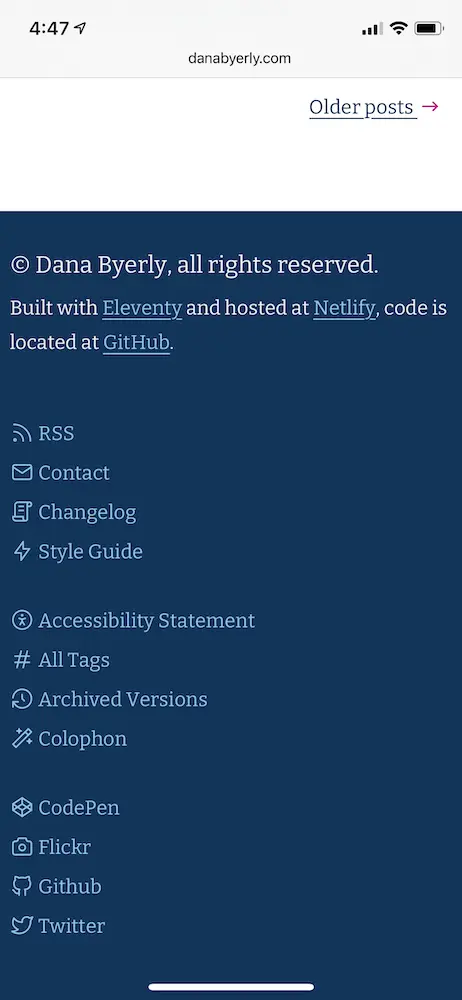 4:47
danabyerly.com
Older posts →
© Dana Byerly, all rights reserved.
Built with Eleventy and hosted at Netlify, code is
located at GitHub.
RSS
Contact
Changelog
Style Guide
Accessibility Statement
# All Tags
Archived Versions
Colophon
CodePen
Flickr
Github
Twitter